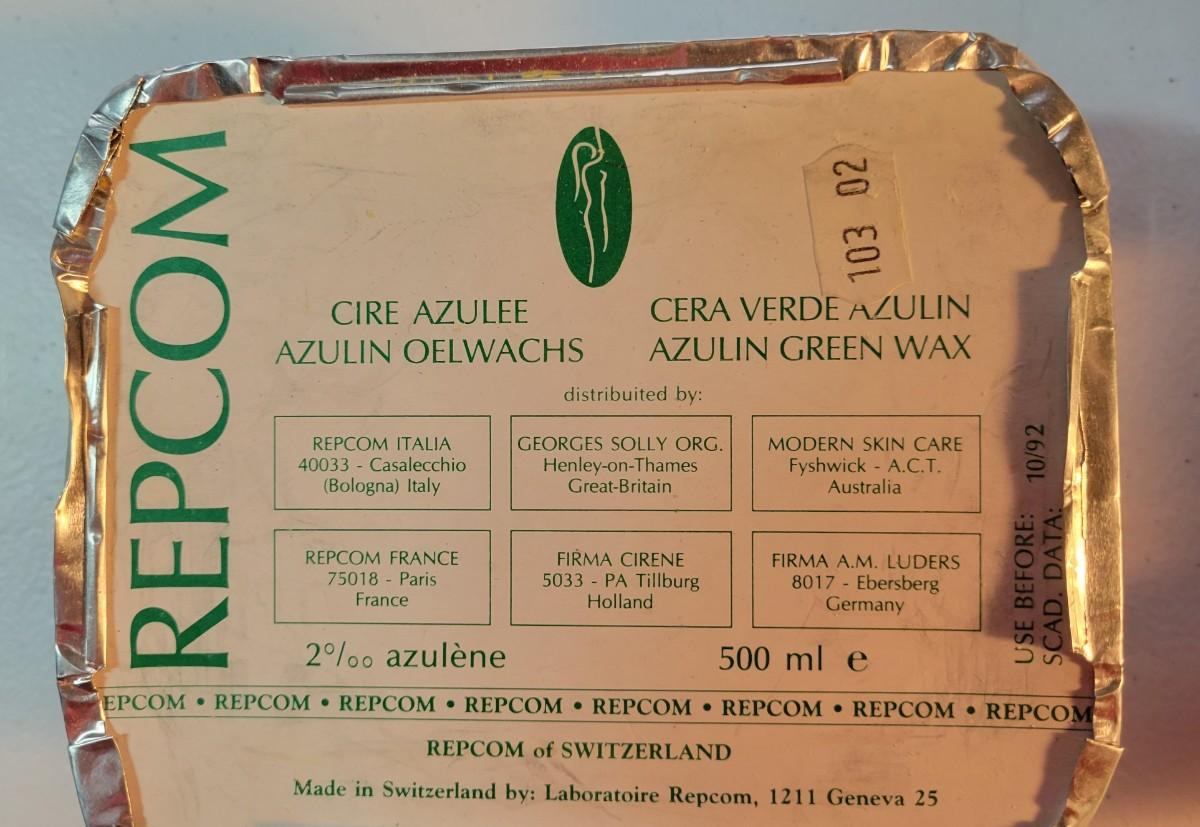 REPCOM
103 02
CIRE AZULEE
AZULIN OELWACHS
CERA VERDE AZULIN
AZULIN GREEN WAX
distribuited by:
REPCOM ITALIA
40033 - Casalecchio
(Bologna) Italy
GEORGES SOLLY ORG.
Henley-on-Thames
Great-Britain
MODERN SKIN CARE
Fyshwick - A.C.T.
Australia
REPCOM FRANCE
75018 - Paris
France
FIRMA CIRENE
5033 - PA Tillburg
Holland
FIRMA A.M. LUDERS
8017 - Ebersberg
Germany
USE BEFORE: 10/92
SCAD. DATA:
2°/oo azulène
500 ml e
EPCOM • REPCOM • REPCOM • REPCOM • REPCOM • REPCOM • REPCOM • REPCOM
REPCOM of SWITZERLAND
Made in Switzerland by: Laboratoire Repcom, 1211 Geneva 25